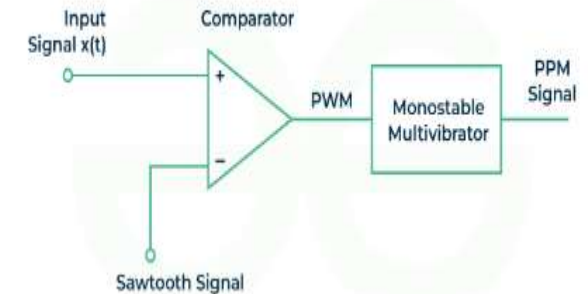 Input
Signal x(t)
Comparator
+
PWM
Monostable
Multivibrator
PPM
Signal
−
Sawtooth Signal